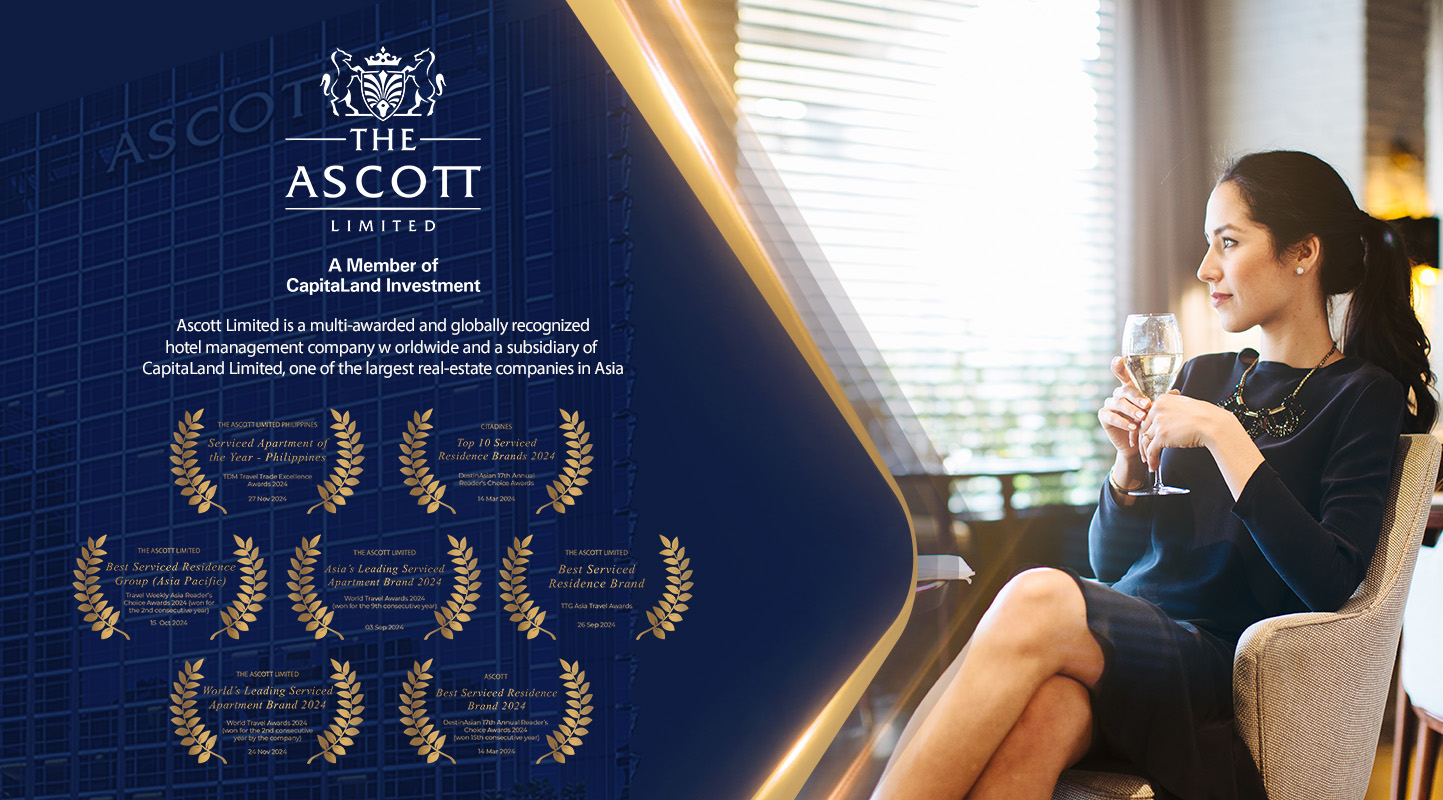 ASCOTT
THE
ASCOTT
LIMITED
A Member of
CapitaLand Investment
Ascott Limited is a multi-awarded and globally recognized
hotel management company w orldwide and a subsidiary of
CapitaLand Limited, one of the largest real-estate companies in Asia
THE ASCOTT LIMITED PHILIPPINES
Serviced Apartment of
the Year - Philippines
TDM Travel Trade Excellence
Awards 2024
27 Nov 2024
CITADINES
Top 10 Serviced
Residence Brands 2024
DestinAsian 17th Annual
Reader's Choice Awards
14 Mar 2024
THE ASCOTT LIMITED
Best Serviced Residence
Group (Asia Pacific)
Travel Weekly Asia Reader's
Choice Awards 2024 (won for
the 2nd consecutive year)
15 Oct 2024
THE ASCOTT LIMITED
Asia's Leading Serviced
Apartment Brand 2024
World Travel Awards 2024
(won for the 9th consecutive year)
03 Sep 2024
THE ASCOTT LIMITED
Best Serviced
Residence Brand
TTG Asia Travel Awards
26 Sep 2024
THE ASCOTT LIMITED
World's Leading Serviced
Apartment Brand 2024
World Travel Awards 2024
(won for the 2nd consecutive
year by the company)
24 Nov 2024
ASCOTT
Best Serviced Residence
Brand 2024
DestinAsian 17th Annual Reader's
Choice Awards 2024
(won 15th consecutive year)
14 Mar 2024